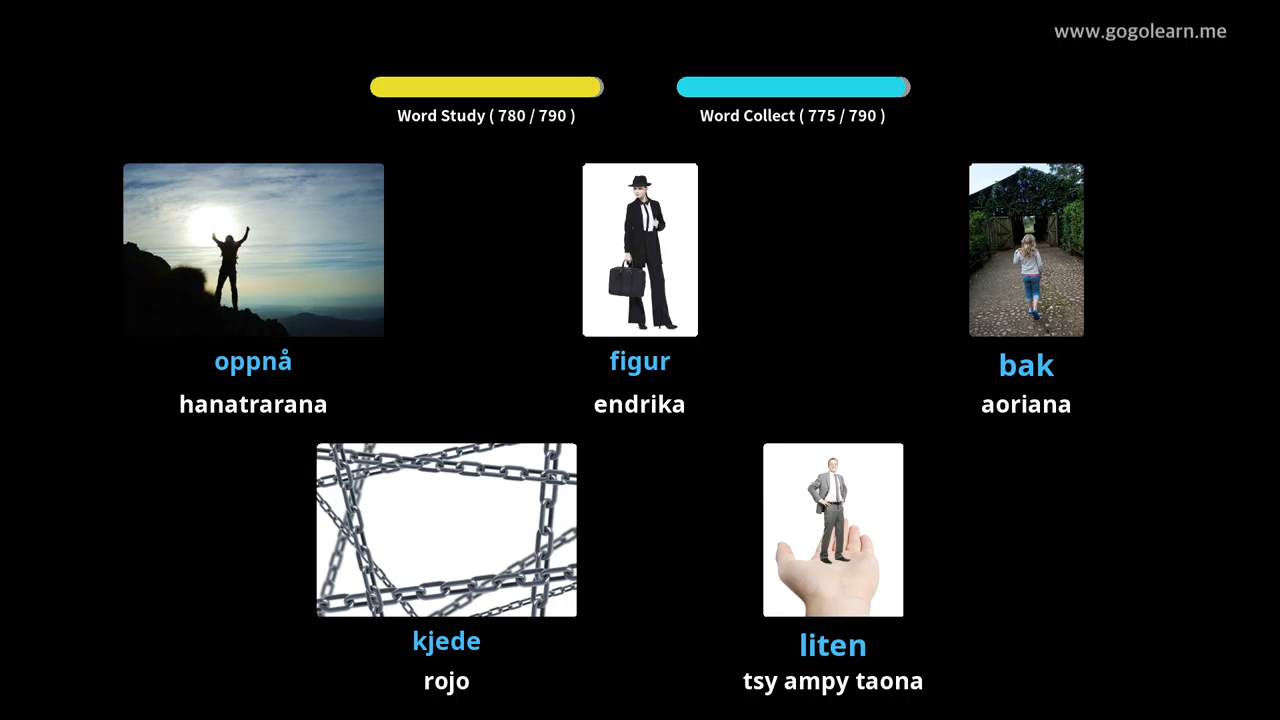 www.gogolearn.me
Word Study ( 780 / 790 )
Word Collect ( 775 / 790 )
oppnå
hanatrarana
figur
endrika
bak
aoriana
kjede
rojo
liten
tsy ampy taona